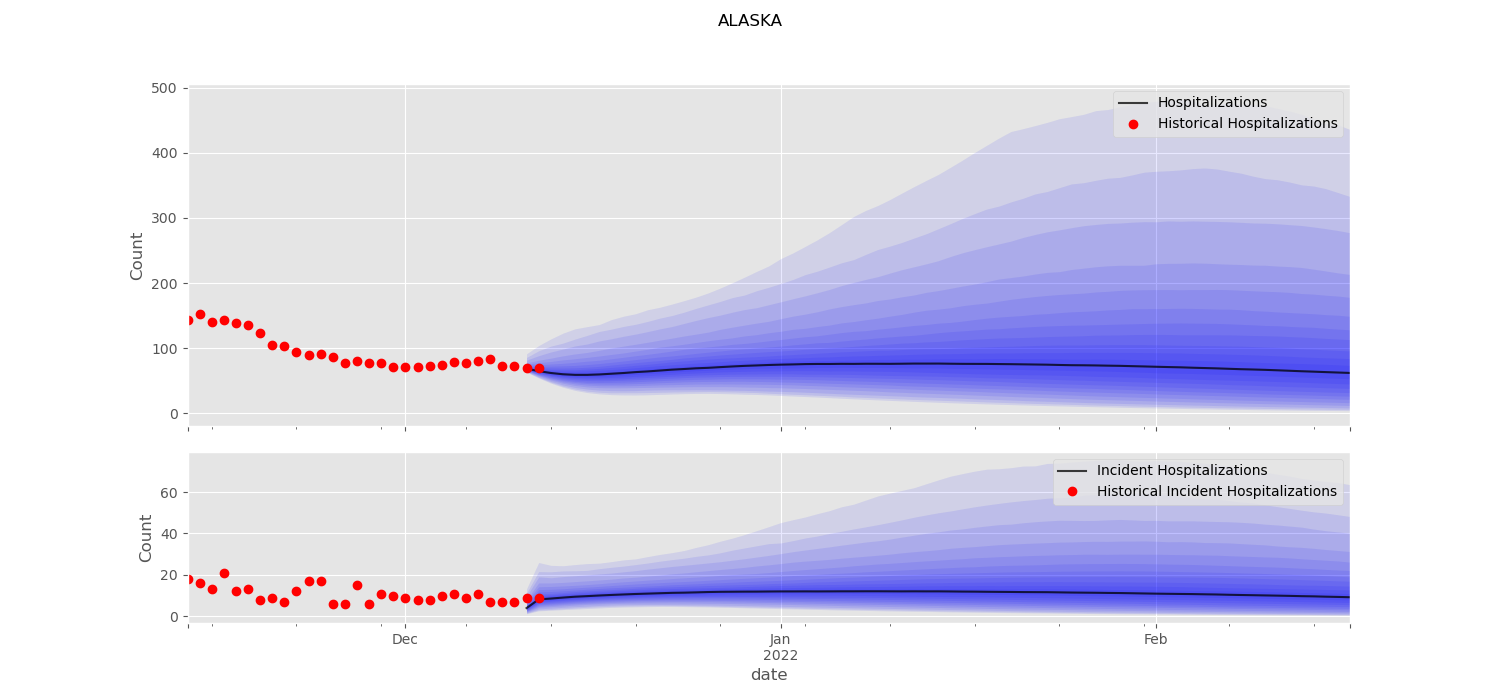 ALASKA
500
400
300
200
100
0
Count
Hospitalizations
Historical Hospitalizations
60
40
20
0
Count
Incident Hospitalizations
Historical Incident Hospitalizations
Dec
Jan
2022
Feb
date